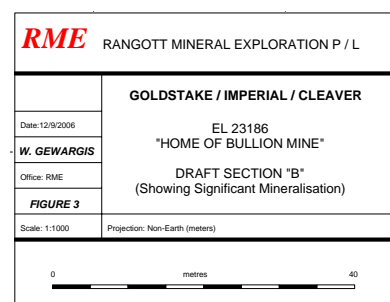 RME RANGOTT MINERAL EXPLORATION P / L
GOLDSTAKE / IMPERIAL / CLEAVER
Date:12/9/2006
EL 23186
W. GEWARGIS
"HOME OF BULLION MINE"
Office: RME
DRAFT SECTION "B"
(Showing Significant Mineralisation)
FIGURE 3
Scale: 1:1000 Projection: Non-Earth (meters)
0 metres 40